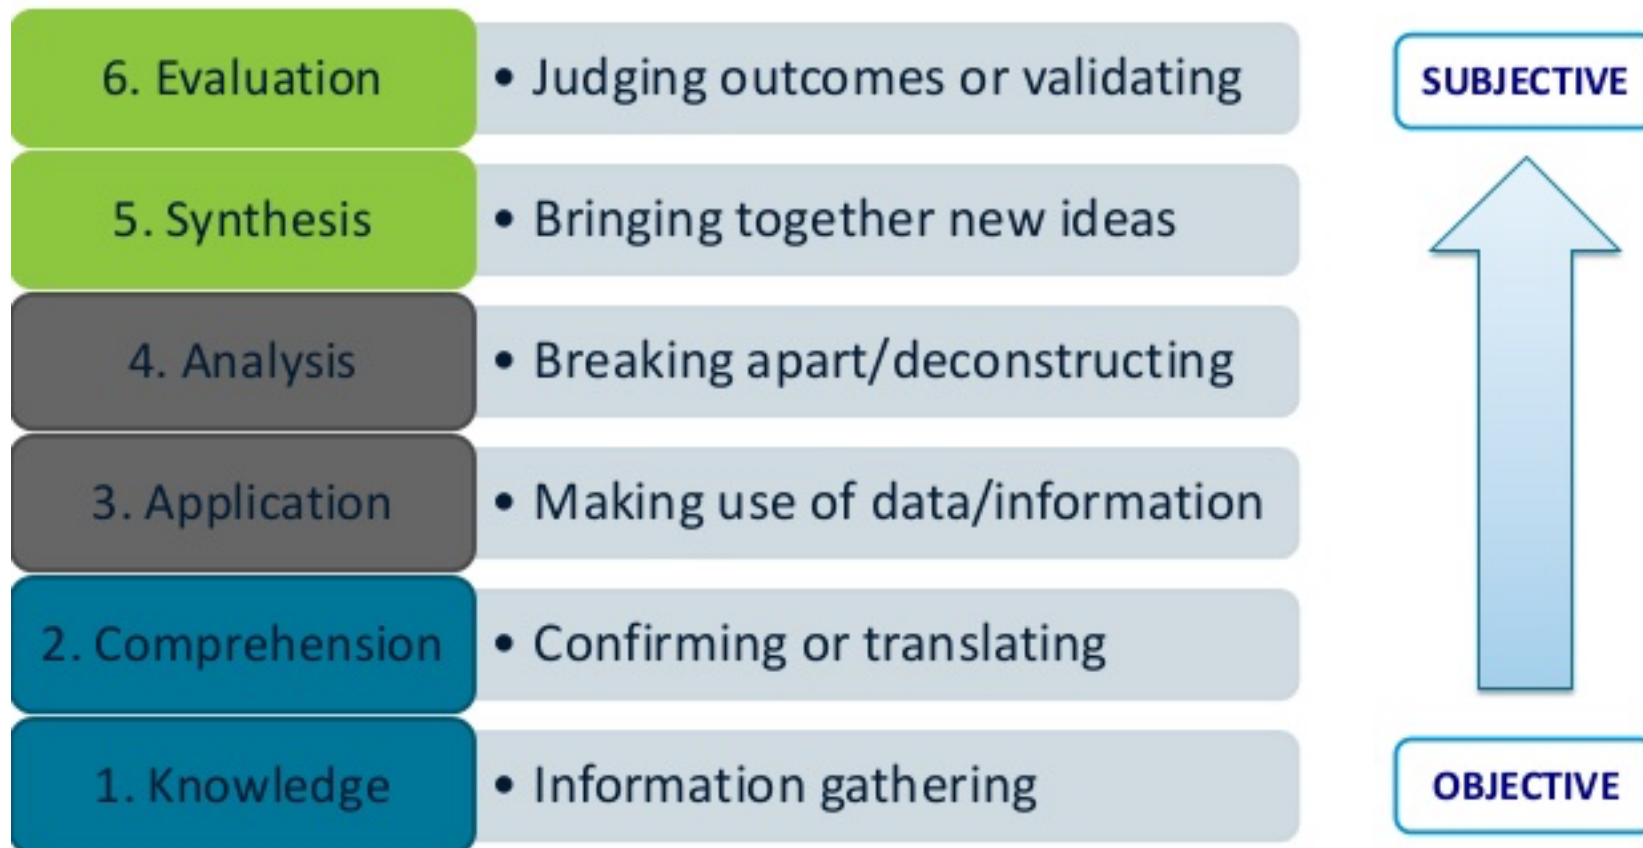 6. Evaluation
• Judging outcomes or validating
SUBJECTIVE
5. Synthesis
• Bringing together new ideas
4. Analysis
• Breaking apart/deconstructing
3. Application
• Making use of data/information
2. Comprehension
• Confirming or translating
1. Knowledge
• Information gathering
OBJECTIVE